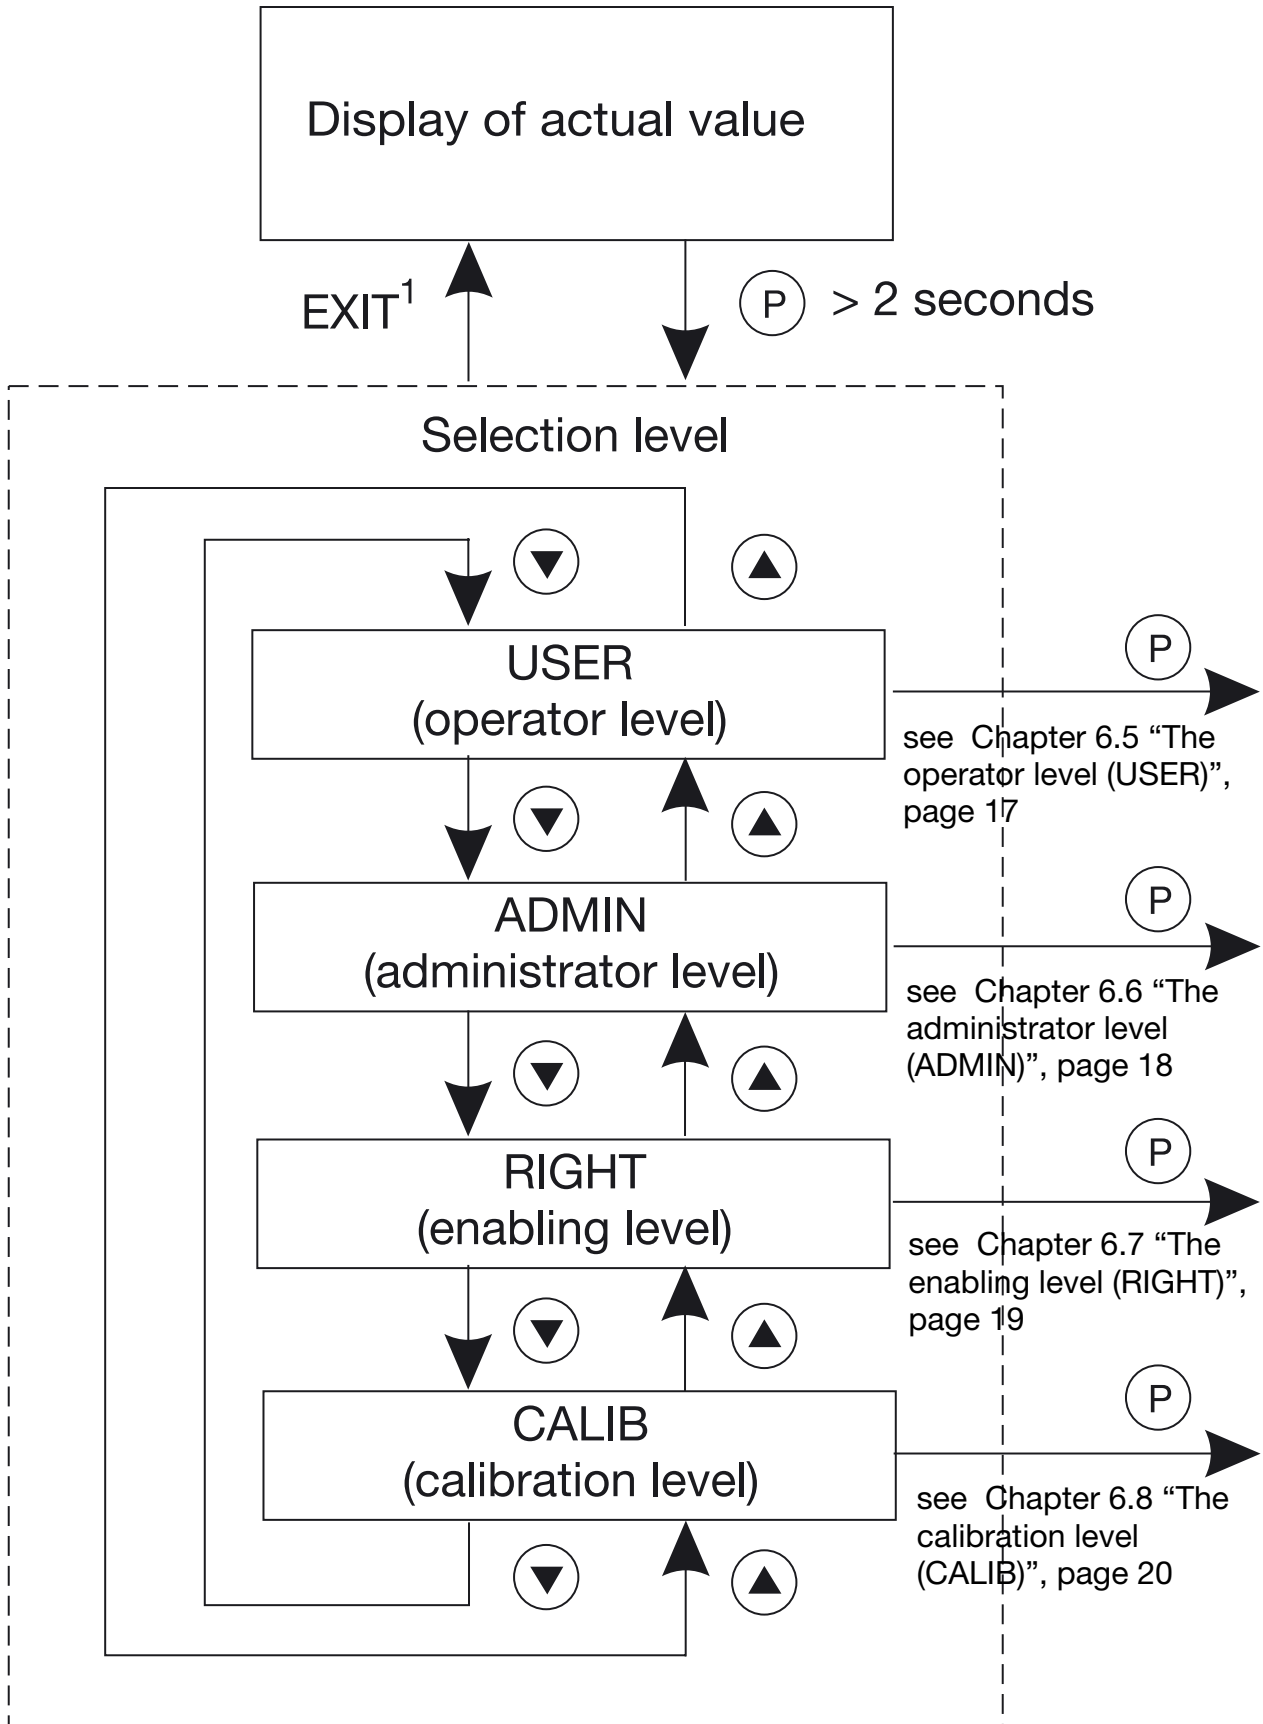 Display of actual value
EXIT¹
P > 2 seconds
Selection level
USER
(operator level)
P
see Chapter 6.5 “The
operator level (USER)”,
page 17
ADMIN
(administrator level)
P
see Chapter 6.6 “The
administrator level
(ADMIN)”, page 18
RIGHT
(enabling level)
P
see Chapter 6.7 “The
enabling level (RIGHT)”,
page 19
CALIB
(calibration level)
P
see Chapter 6.8 “The
calibration level
(CALIB)”, page 20